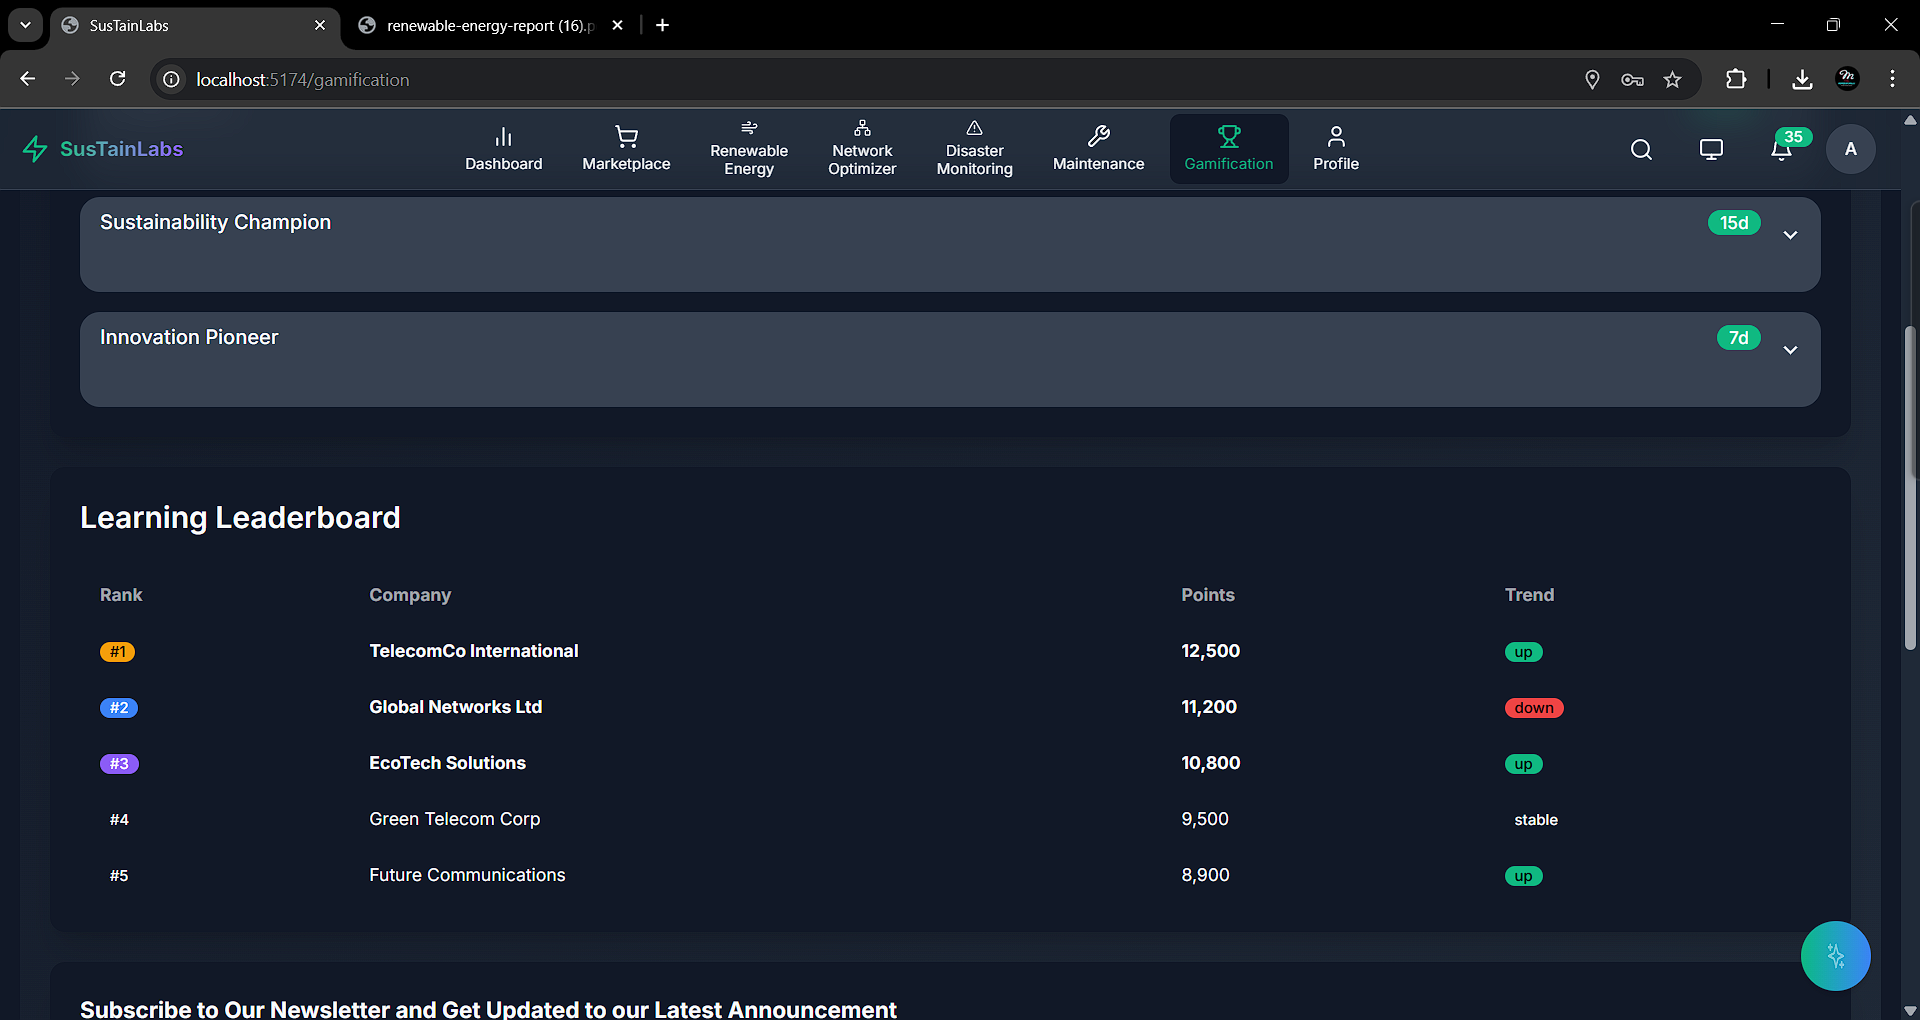 SusTainLabs
renewable-energy-report (16).p
localhost:5174/gamification
SusTainLabs
Dashboard
Marketplace
Renewable
Energy
Network
Optimizer
Disaster
Monitoring
Maintenance
Gamification
Profile
35
A
Sustainability Champion 15d
Innovation Pioneer 7d
Learning Leaderboard
Rank Company Points Trend
#1 TelecomCo International 12,500 up
#2 Global Networks Ltd 11,200 down
#3 EcoTech Solutions 10,800 up
#4 Green Telecom Corp 9,500 stable
#5 Future Communications 8,900 up
Subscribe to Our Newsletter and Get Updated to our Latest Announcement